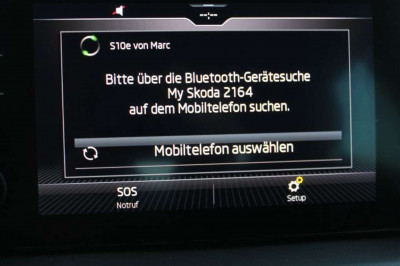 --:--
S10e von Marc
Bitte über die Bluetooth-Gerätesuche
My Skoda 2164
auf dem Mobiltelefon suchen.
Mobiltelefon auswählen
SOS
Notruf
Setup